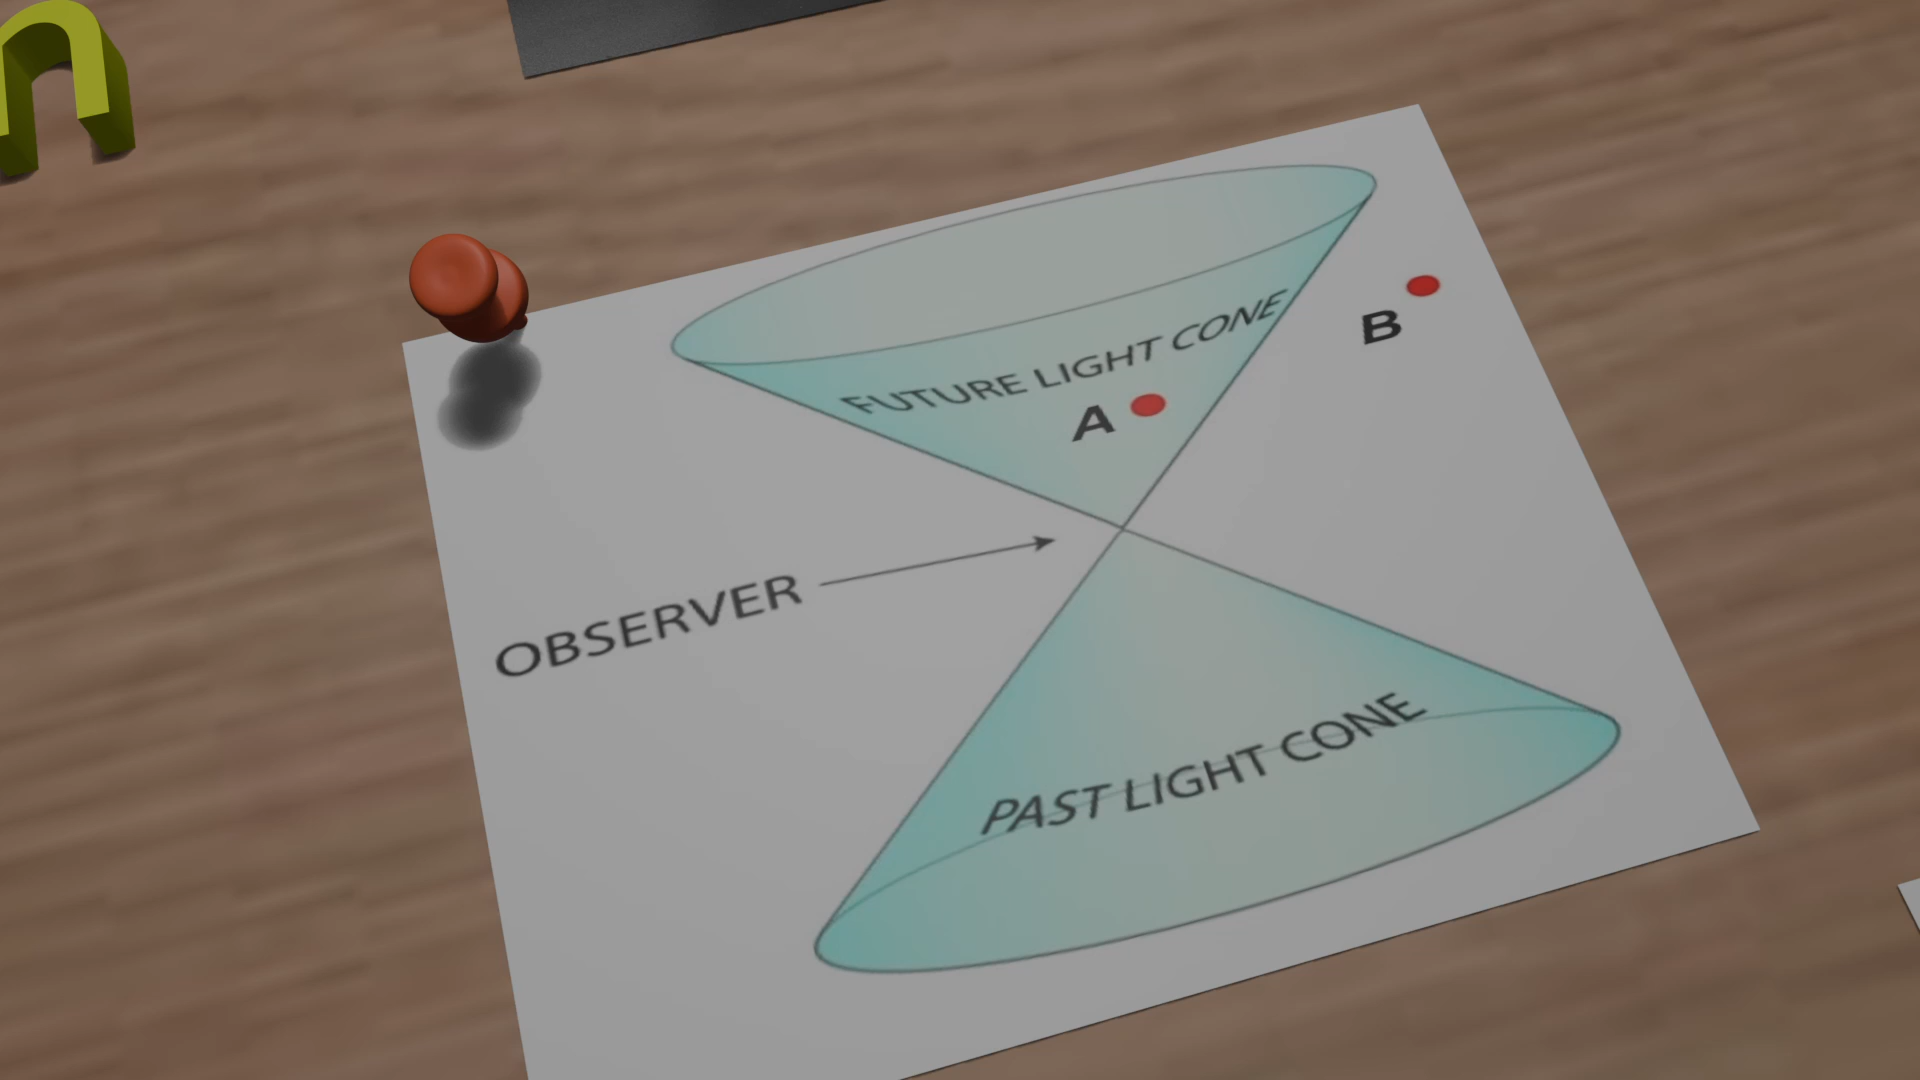 n
FUTURE LIGHT CONE
A
B
OBSERVER
PAST LIGHT CONE